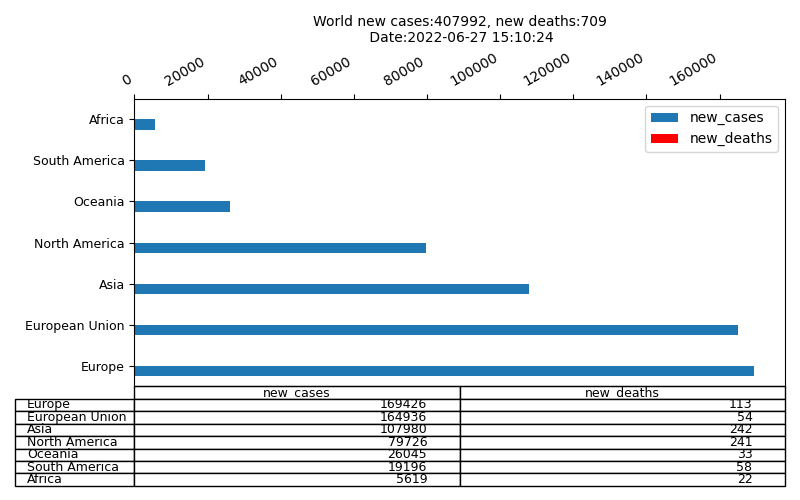 World new cases:407992, new deaths:709
Date:2022-06-27 15:10:24
0 20000 40000 60000 80000 100000 120000 140000 160000
Africa
South America
Oceania
North America
Asia
European Union
Europe
new_cases
new_deaths
new_cases new_deaths
Europe 169426 113
European Union 164936 54
Asia 107980 242
North America 79726 241
Oceania 26045 33
South America 19196 58
Africa 5619 22